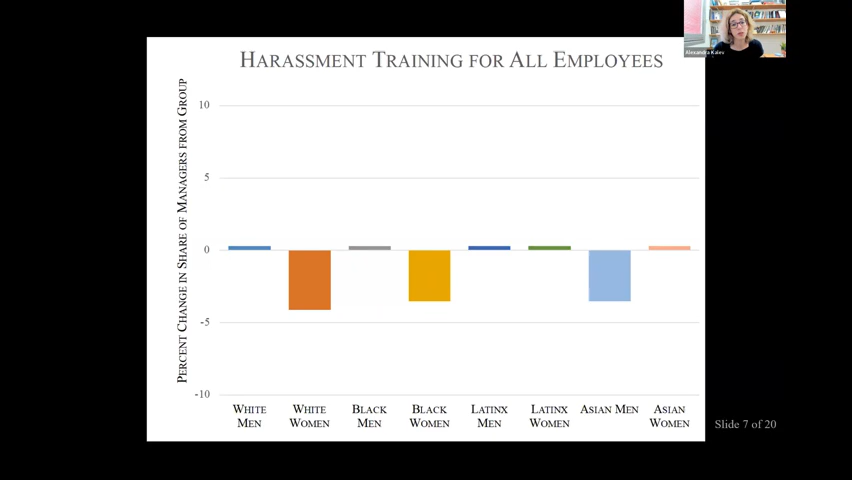 Alexandra Kalev
HARASSMENT TRAINING FOR ALL EMPLOYEES
PERCENT CHANGE IN SHARE OF MANAGERS FROM GROUP
10
5
0
-5
-10
WHITE MEN
WHITE WOMEN
BLACK MEN
BLACK WOMEN
LATINX MEN
LATINX WOMEN
ASIAN MEN
ASIAN WOMEN
Slide 7 of 20